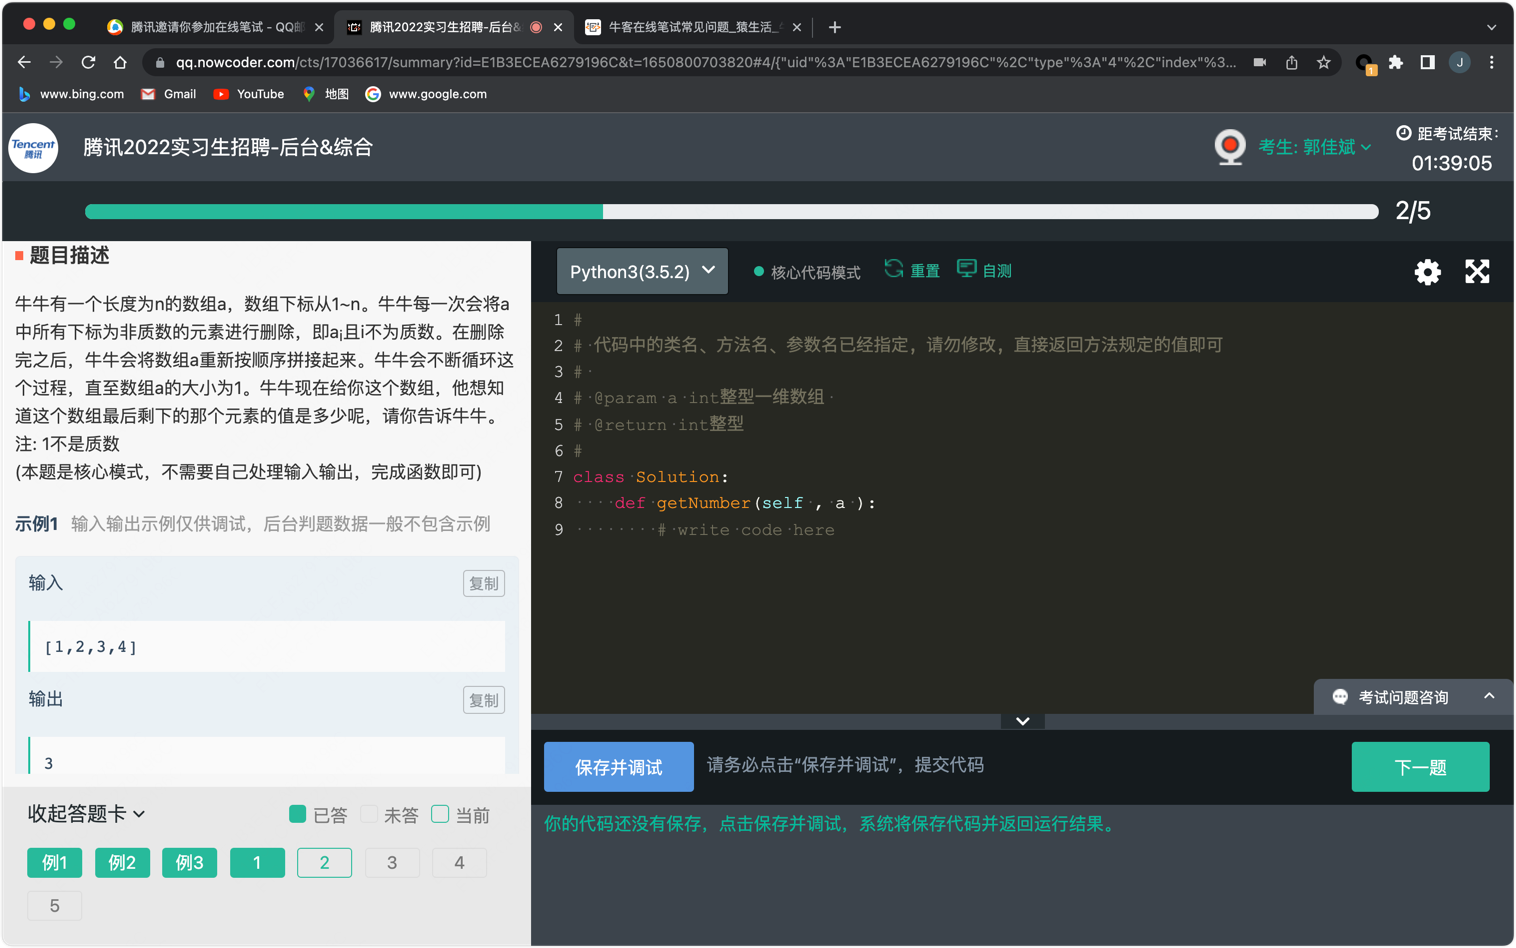 腾讯邀请你参加在线笔试 - QQ邮
腾讯2022实习生招聘-后台&
牛客在线笔试常见问题_猿生活_
qq.nowcoder.com/cts/17036617/summary?id=E1B3ECEA6279196C&t=1650800703820#4/{"uid"%3A"E1B3ECEA6279196C"%2C"type"%3A"4"%2C"index"%3...
1
J
www.bing.com
Gmail
YouTube
地图
www.google.com
Tencent
腾讯
腾讯2022实习生招聘-后台&综合
考生: 郭佳斌
距考试结束:
01:39:05
2/5
题目描述
牛牛有一个长度为n的数组a，数组下标从1~n。牛牛每一次会将a
中所有下标为非质数的元素进行删除，即aᵢ且i不为质数。在删除
完之后，牛牛会将数组a重新按顺序拼接起来。牛牛会不断循环这
个过程，直至数组a的大小为1。牛牛现在给你这个数组，他想知
道这个数组最后剩下的那个元素的值是多少呢，请你告诉牛牛。
注: 1不是质数
(本题是核心模式，不需要自己处理输入输出，完成函数即可)
示例1 输入输出示例仅供调试，后台判题数据一般不包含示例
输入
复制
[1,2,3,4]
输出
复制
3
收起答题卡
已答
未答
当前
例1
例2
例3
1
2
3
4
5
Python3(3.5.2)
核心代码模式
重置
自测
1 #
2 # 代码中的类名、方法名、参数名已经指定，请勿修改，直接返回方法规定的值即可
3 #
4 # @param a int整型一维数组
5 # @return int整型
6 #
7 class Solution:
8 def getNumber(self , a ):
9 # write code here
考试问题咨询
保存并调试
请务必点击“保存并调试”，提交代码
下一题
你的代码还没有保存，点击保存并调试，系统将保存代码并返回运行结果。